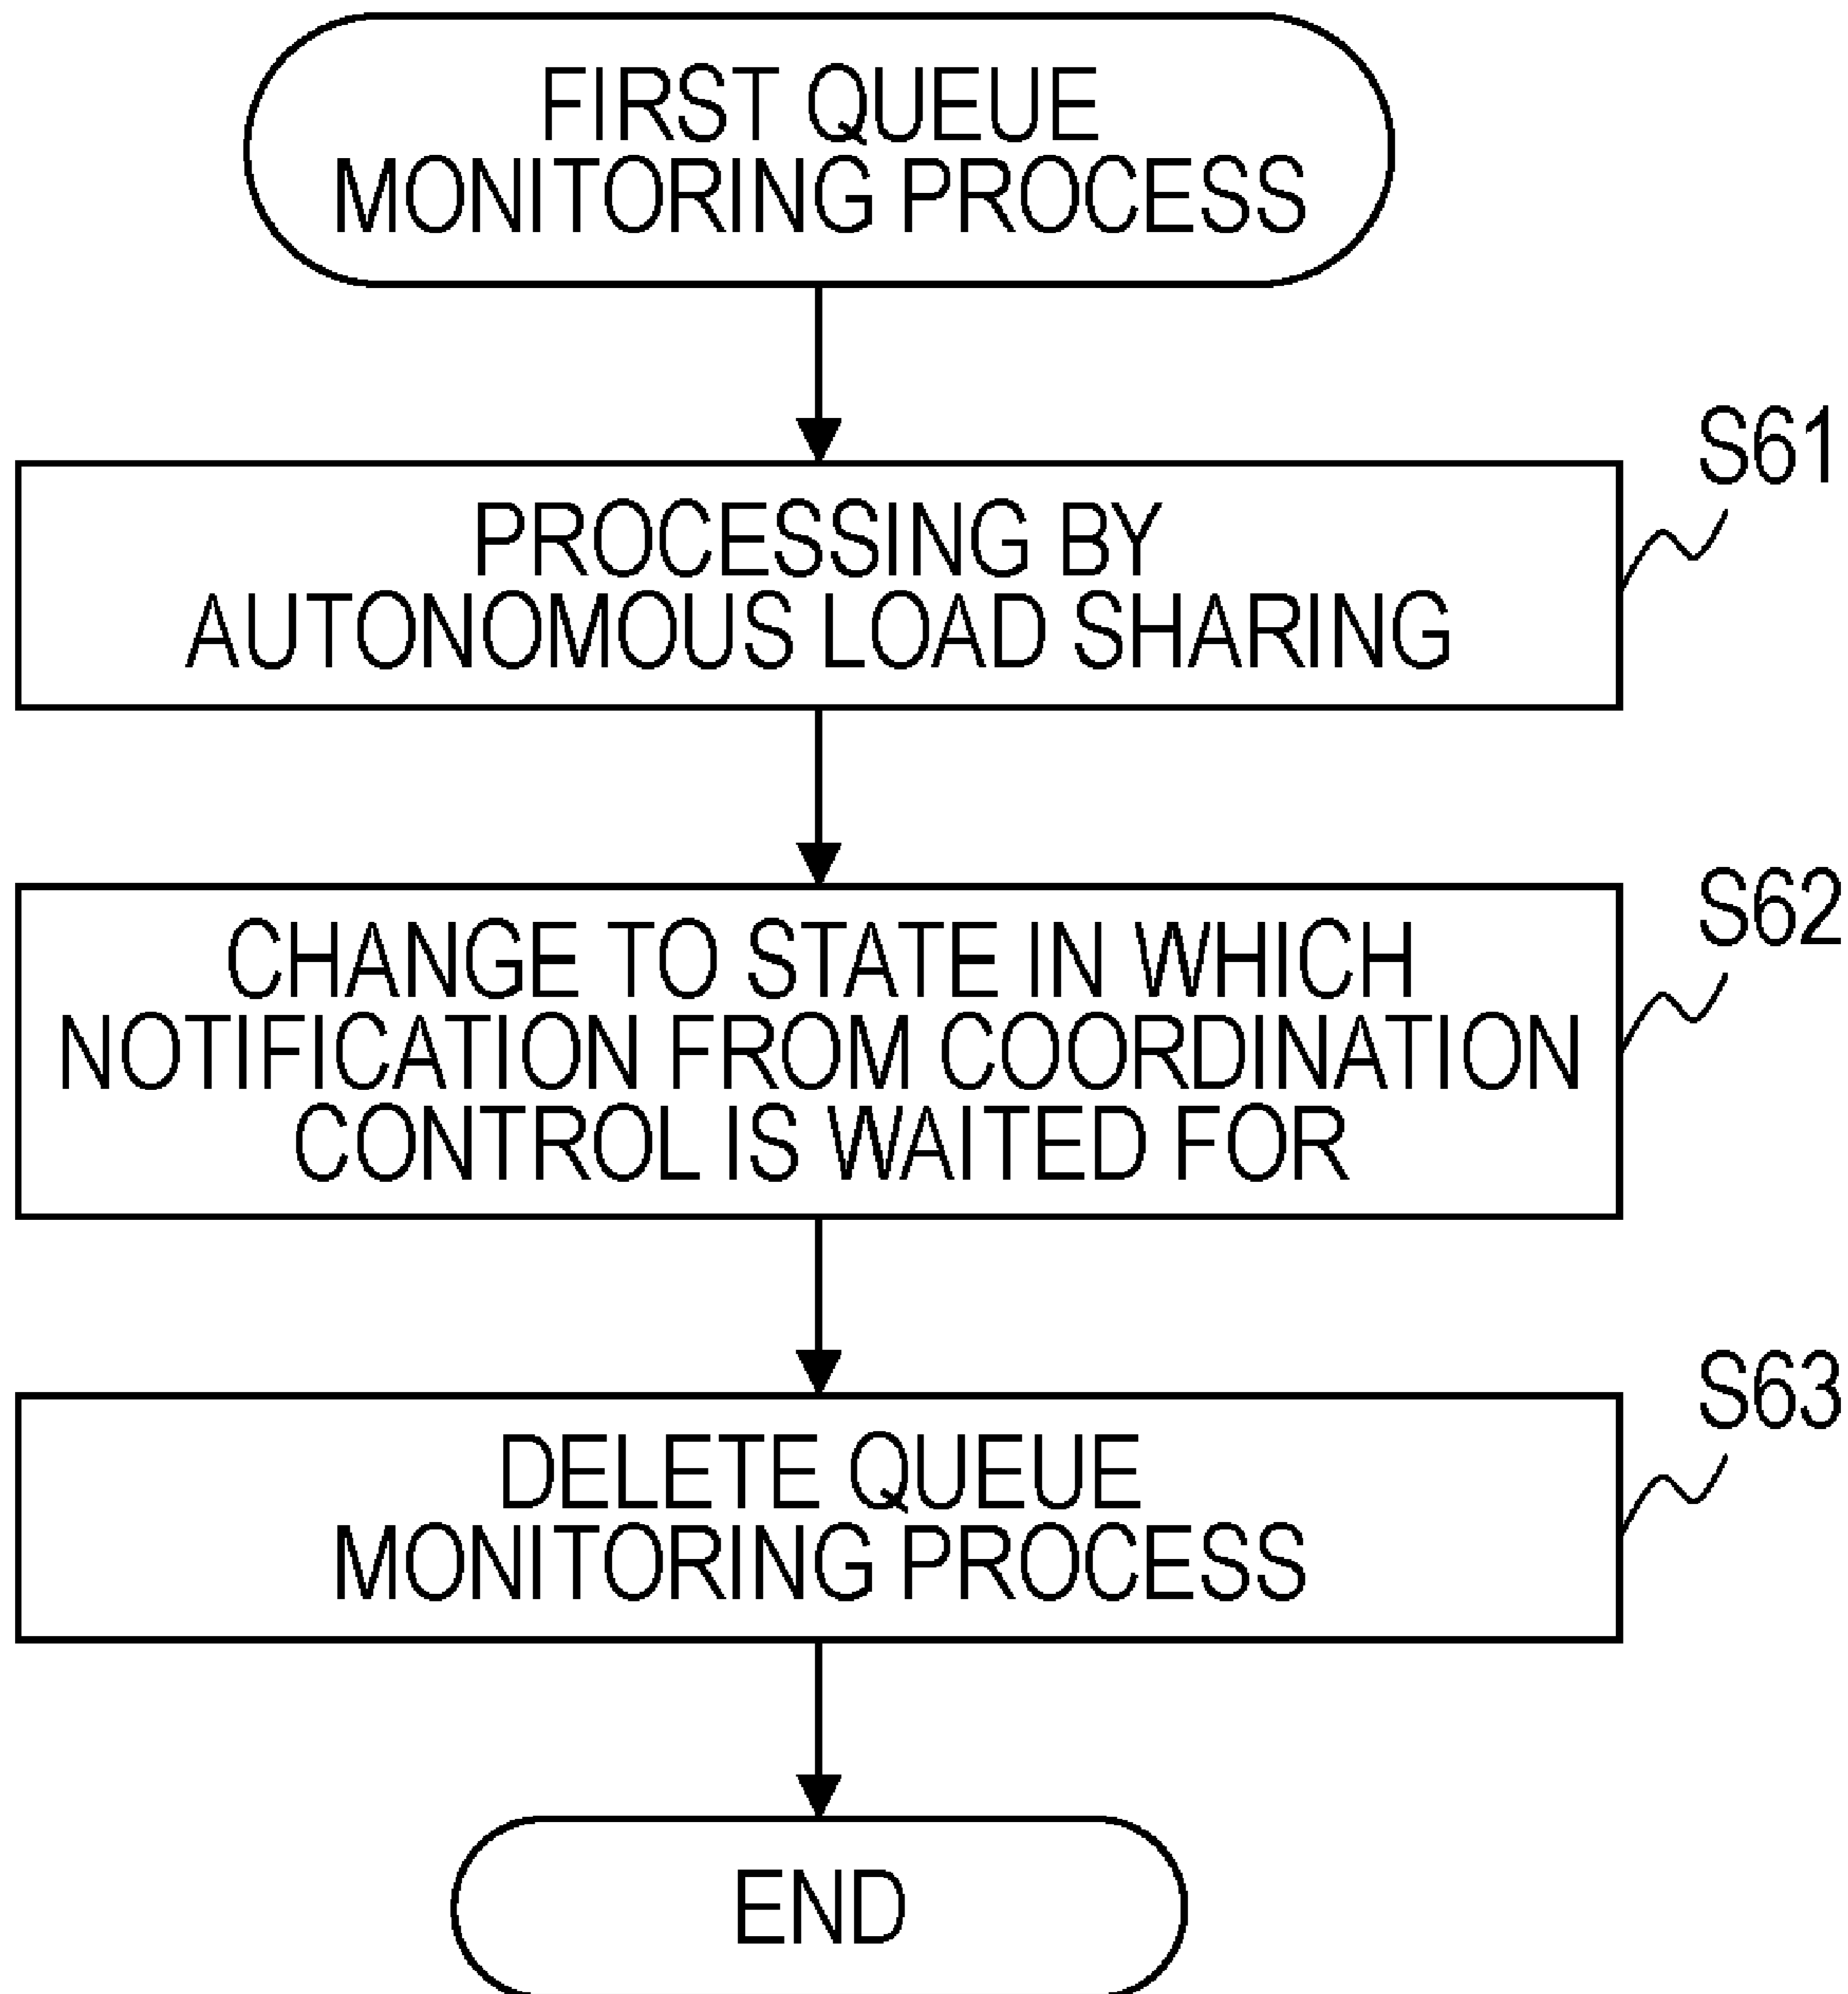 FIRST QUEUE
MONITORING PROCESS
S61
PROCESSING BY
AUTONOMOUS LOAD SHARING
S62
CHANGE TO STATE IN WHICH
NOTIFICATION FROM COORDINATION
CONTROL IS WAITED FOR
S63
DELETE QUEUE
MONITORING PROCESS
END